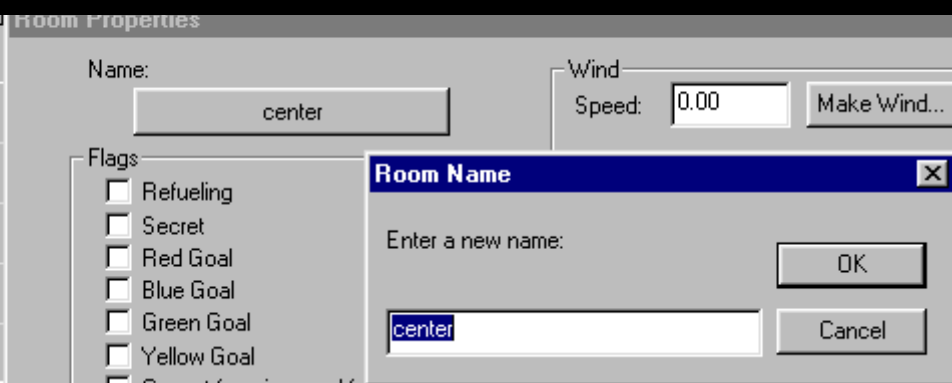 Room Properties
Name:
center
Wind
Speed: 0.00 Make Wind...
Flags
Refueling
Secret
Red Goal
Blue Goal
Green Goal
Yellow Goal
Room Name
Enter a new name:
center
OK
Cancel